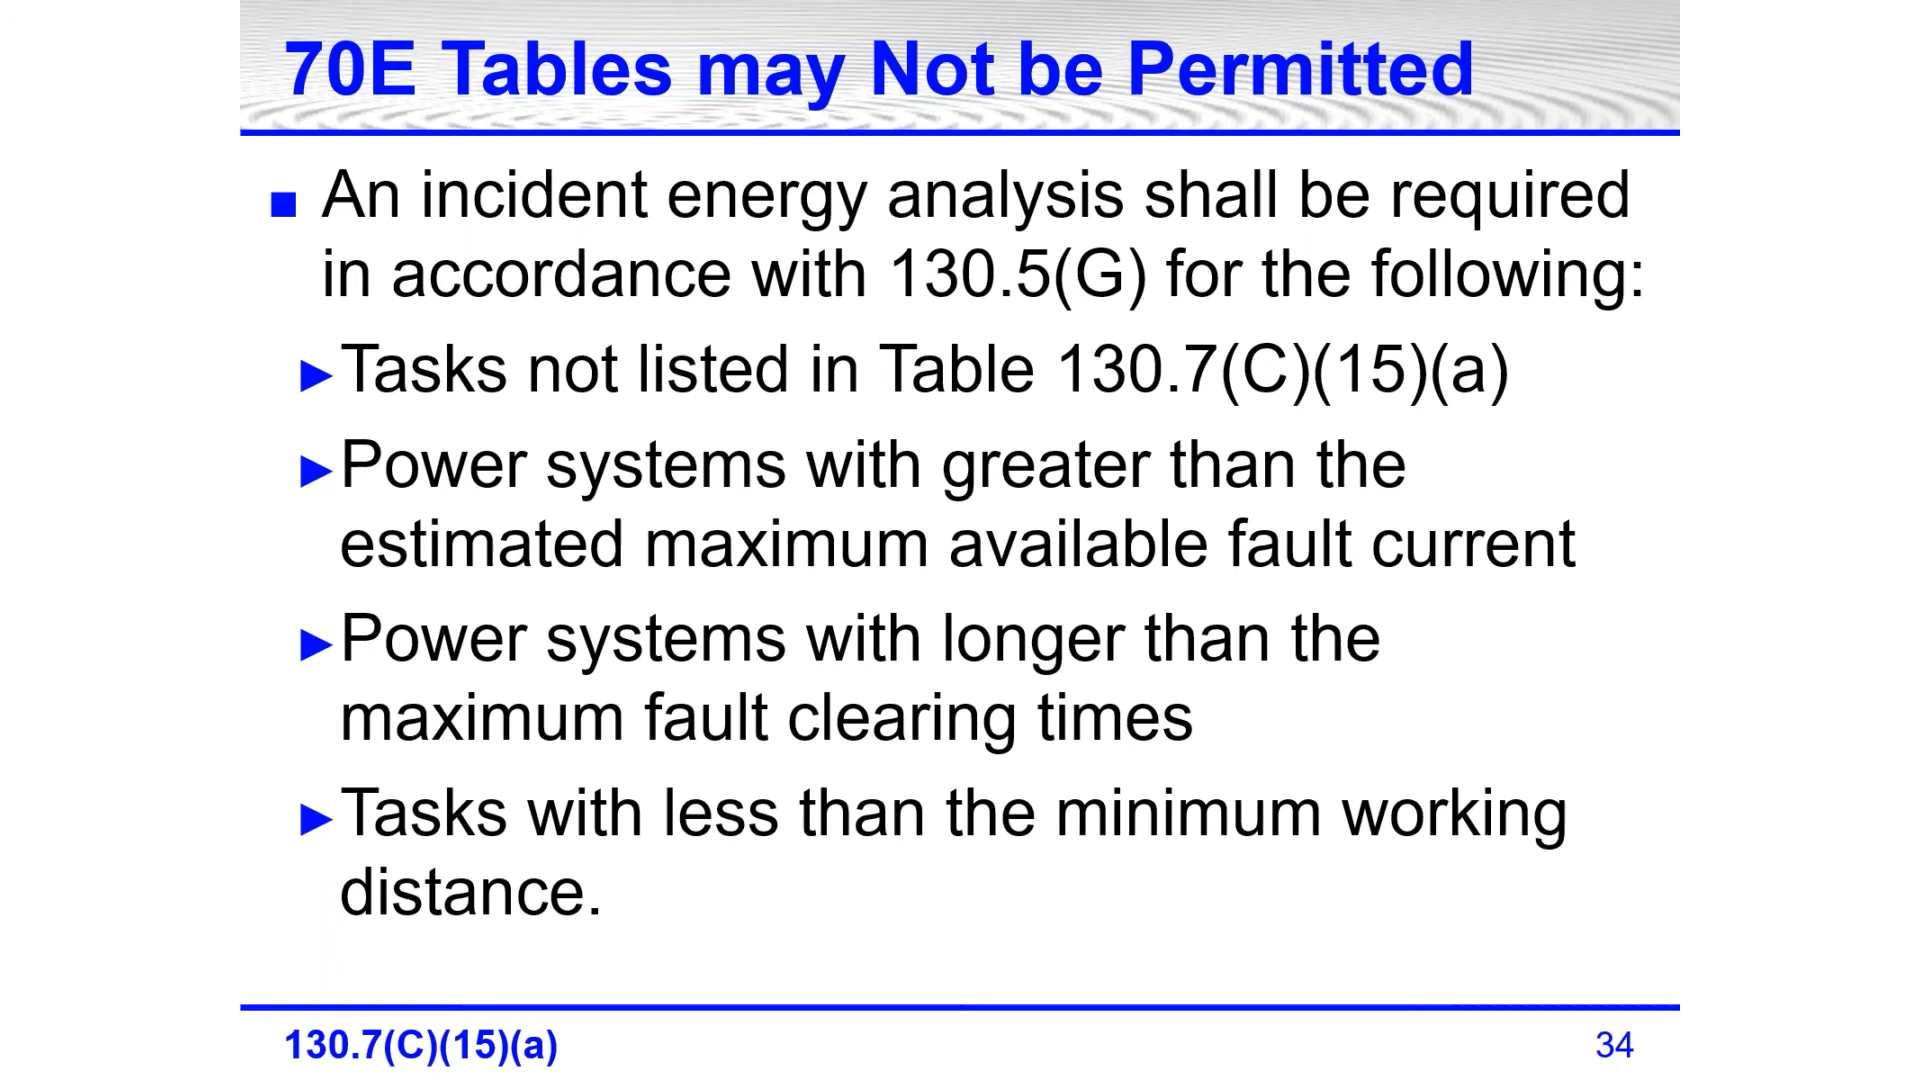 70E Tables may Not be Permitted
■ An incident energy analysis shall be required
in accordance with 130.5(G) for the following:
►Tasks not listed in Table 130.7(C)(15)(a)
►Power systems with greater than the
estimated maximum available fault current
►Power systems with longer than the
maximum fault clearing times
►Tasks with less than the minimum working
distance.
130.7(C)(15)(a)
34